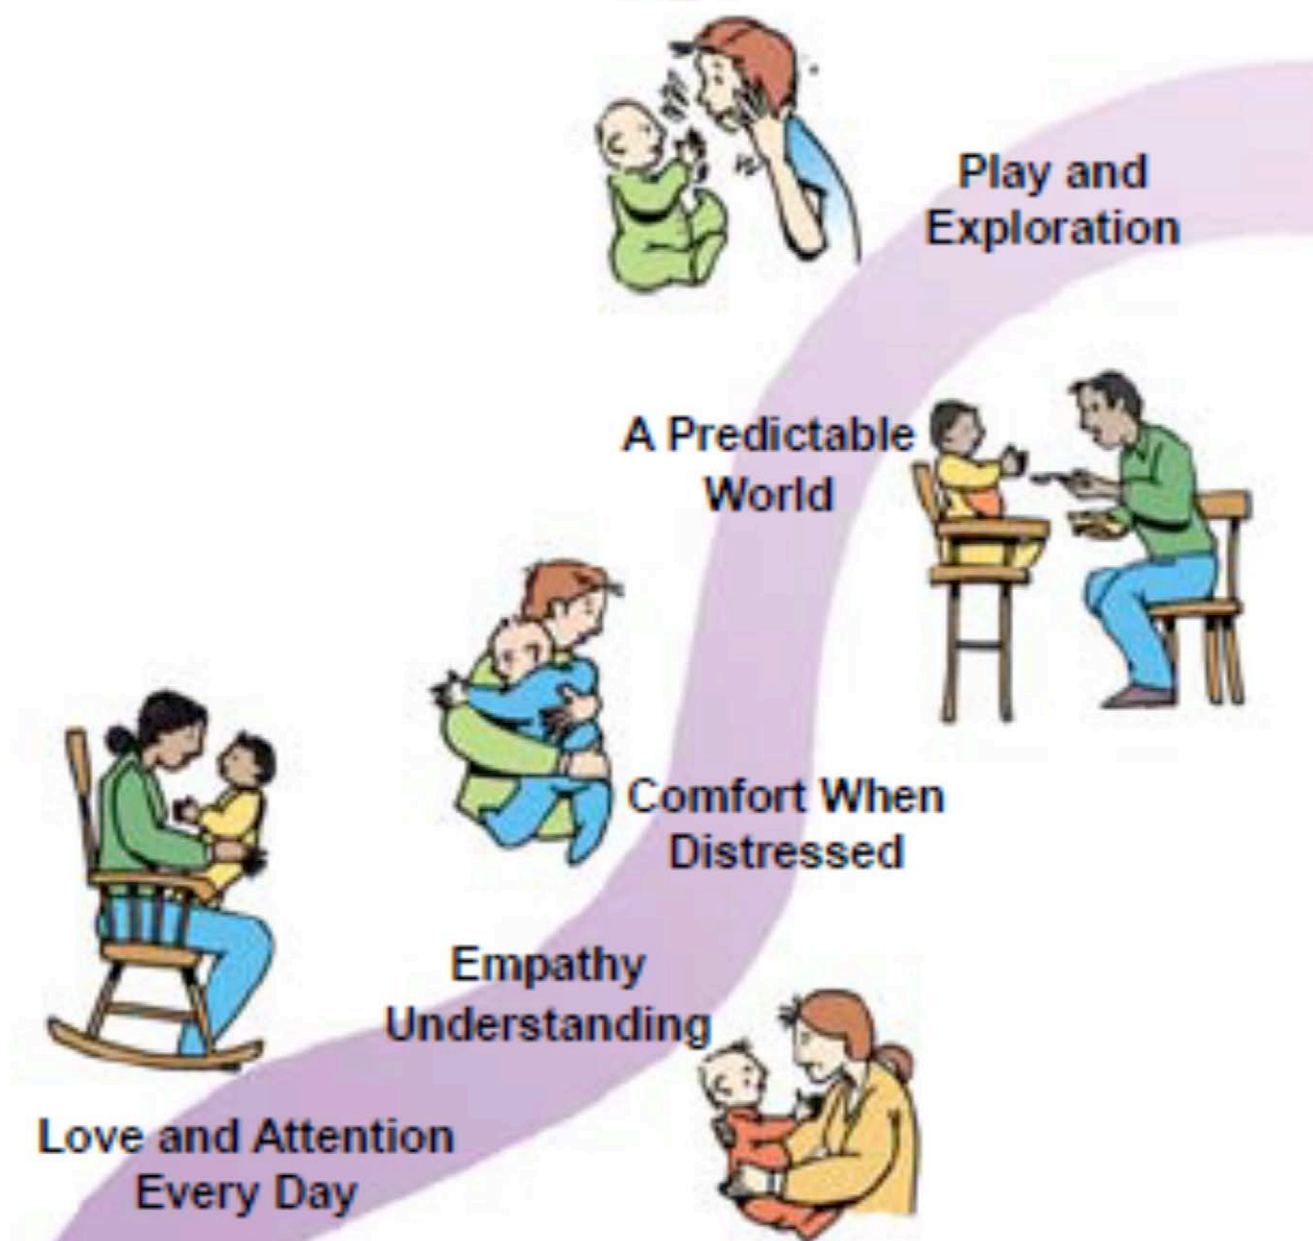 Play and
Exploration
A Predictable
World
Comfort When
Distressed
Empathy
Understanding
Love and Attention
Every Day